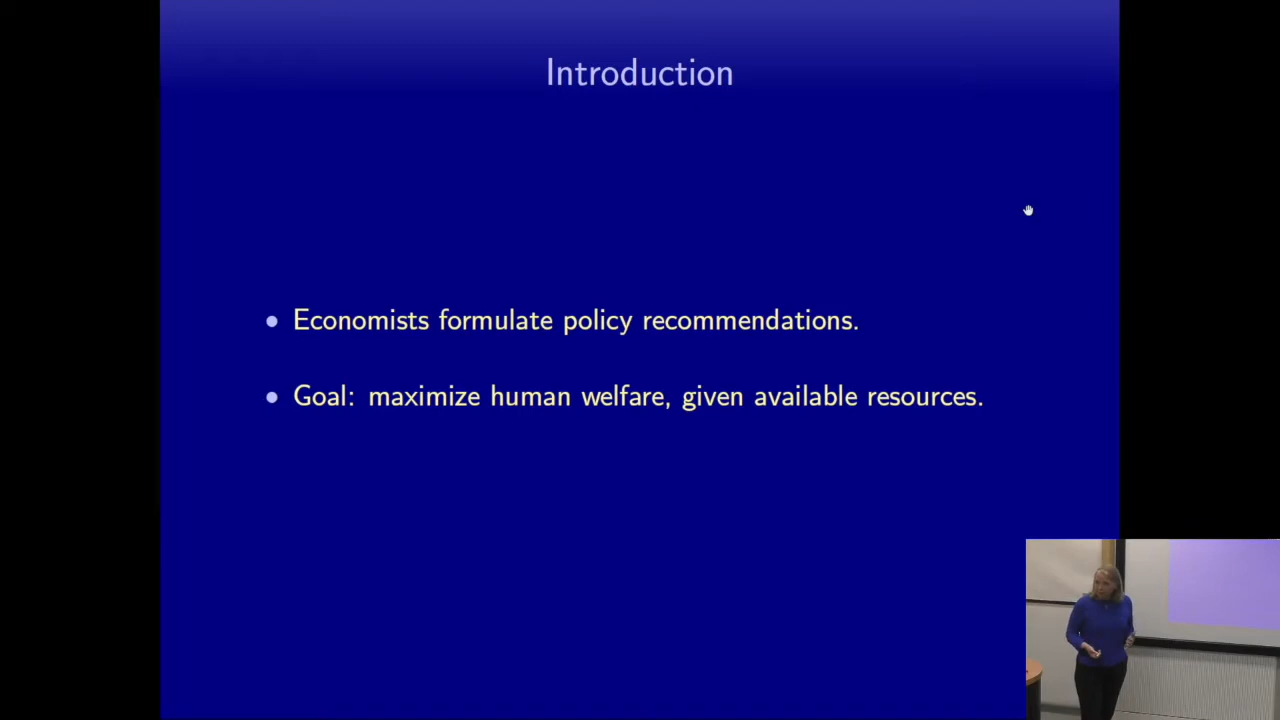 Introduction
• Economists formulate policy recommendations.
• Goal: maximize human welfare, given available resources.